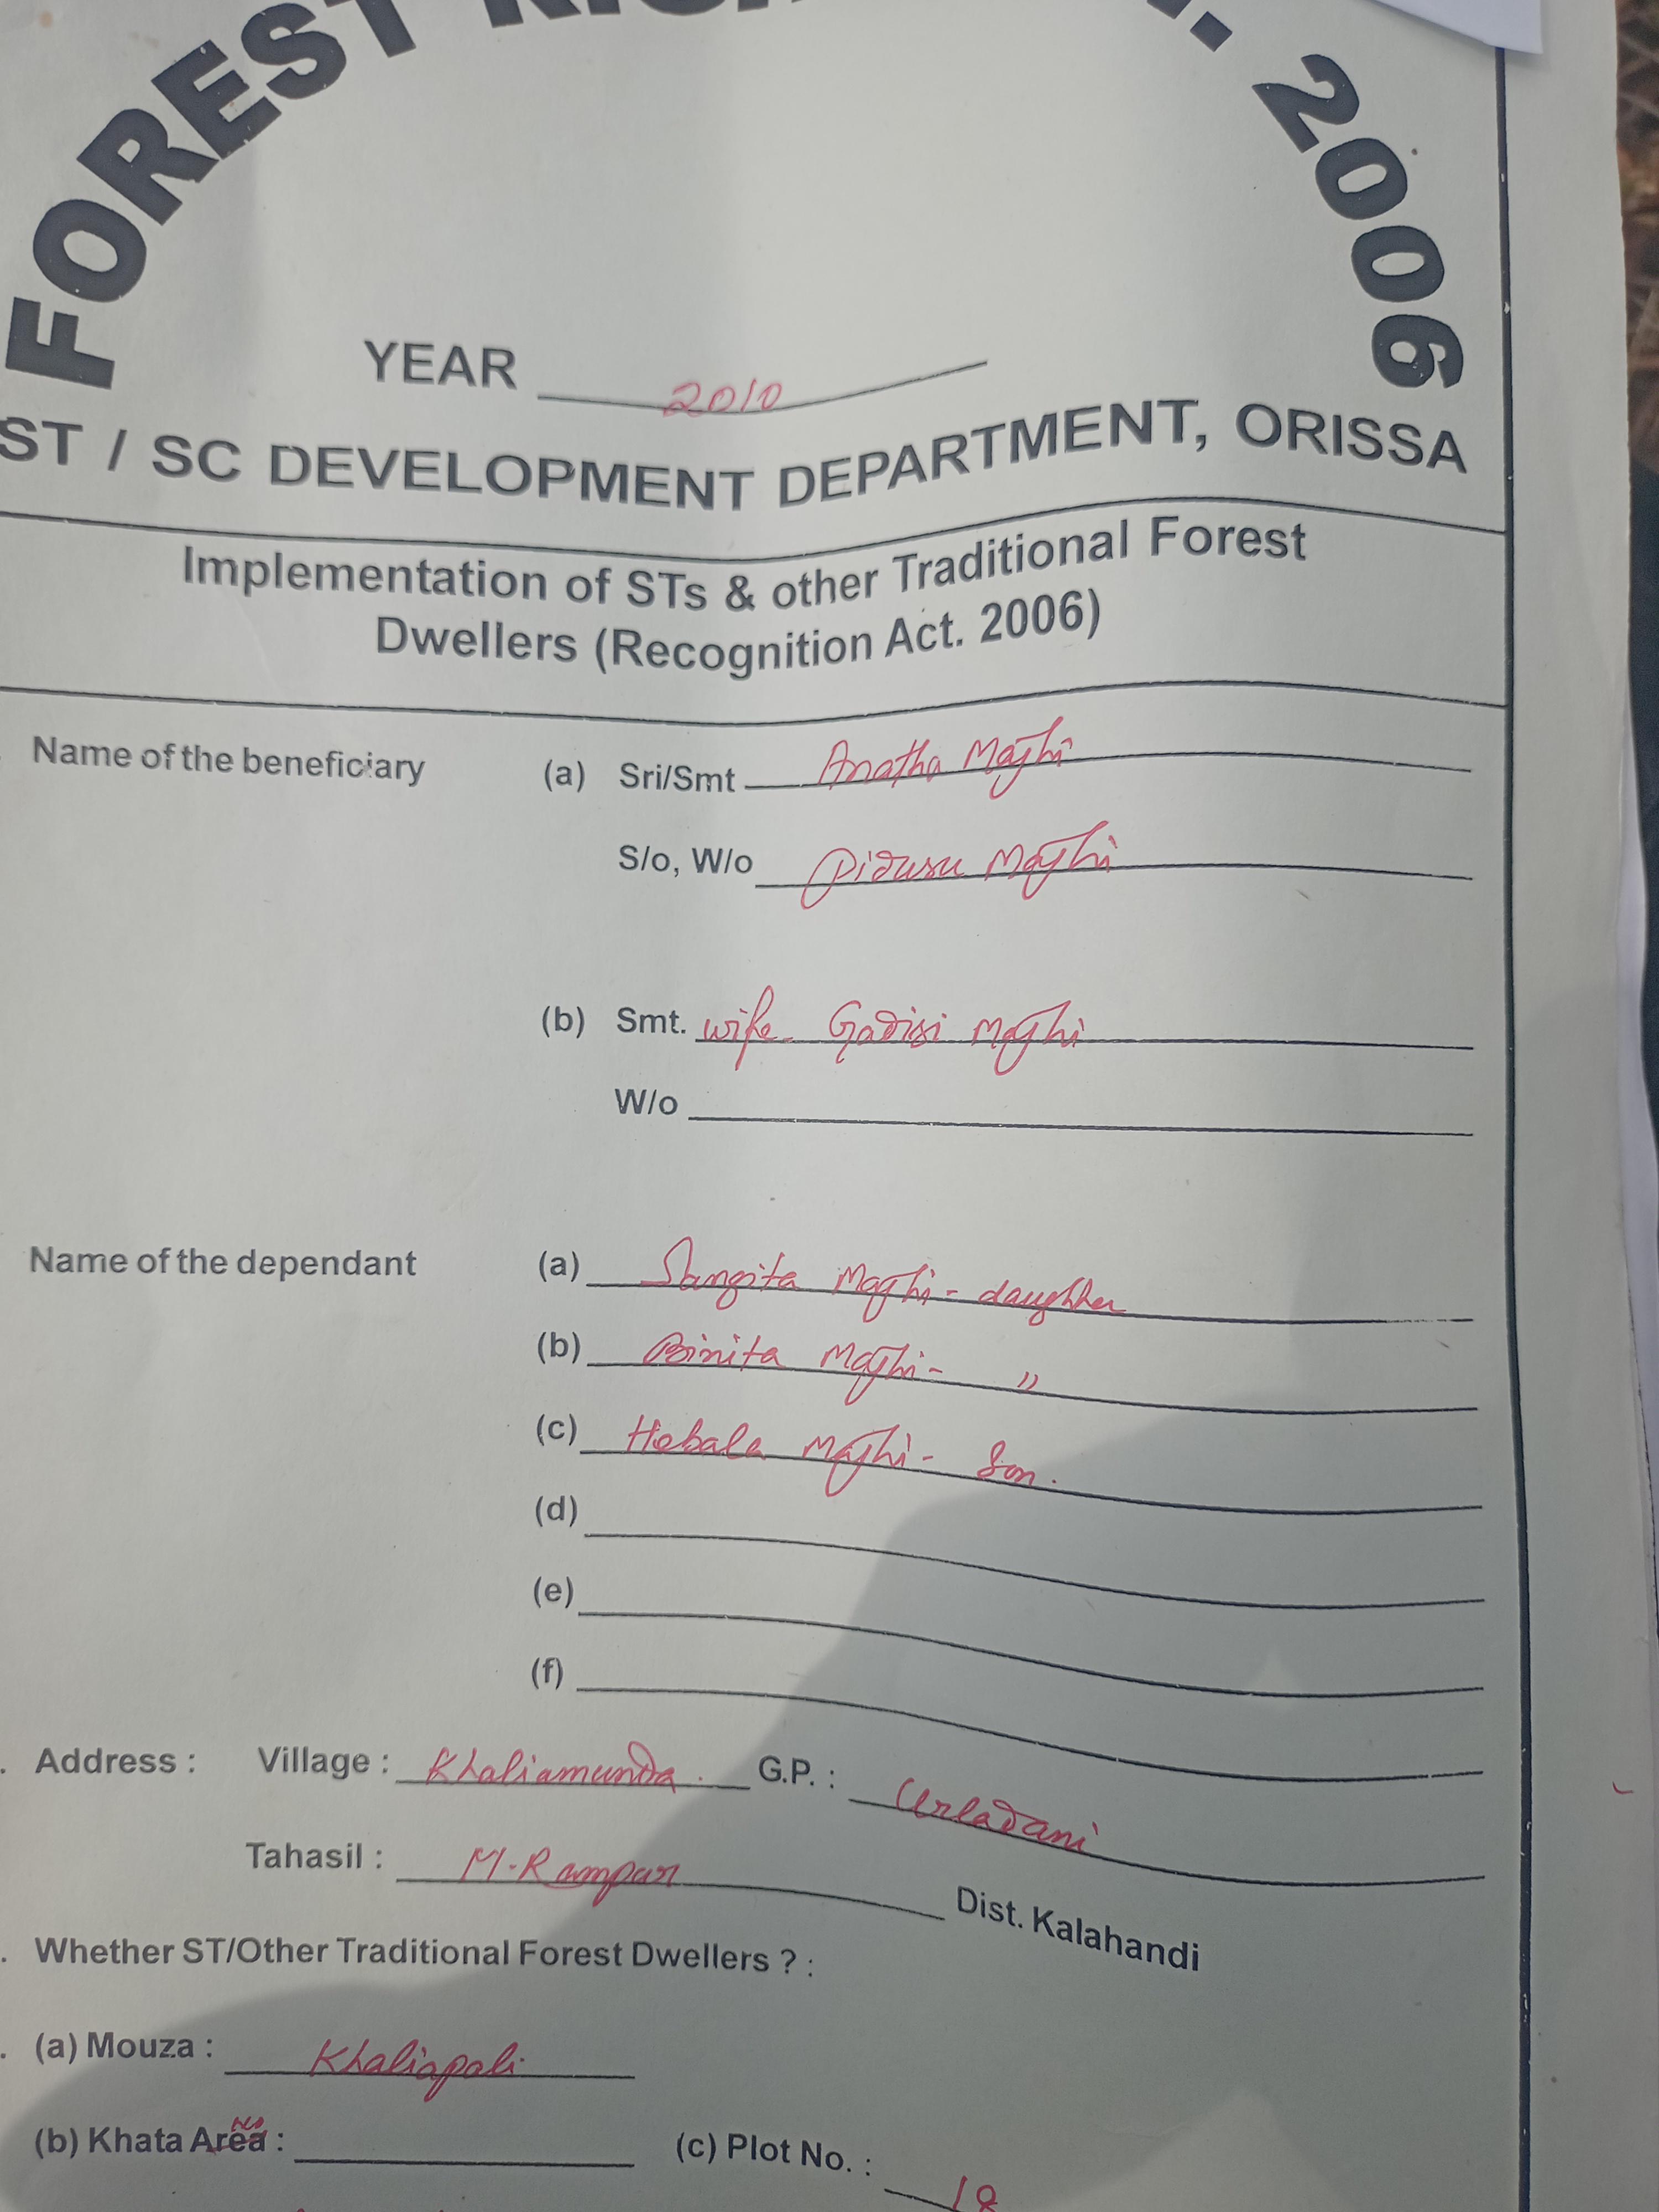 FOREST
2006
YEAR 2010
ST / SC DEVELOPMENT DEPARTMENT, ORISSA
Implementation of STs & other Traditional Forest
Dwellers (Recognition Act. 2006)
Name of the beneficiary (a) Sri/Smt Anatha Majhi
S/o, W/o Majhi
(b) Smt. wife - Majhi
W/o
Name of the dependant (a) Sangita Majhi - daughter
(b) Binita Majhi - "
(c) Majhi - Son.
(d)
(e)
(f)
Address : Village : Khaliamunda. G.P. : Urladani
Tahasil : M. Rampur Dist. Kalahandi
Whether ST/Other Traditional Forest Dwellers ? :
(a) Mouza : Khaliapali
(b) Khata Area : (c) Plot No. : 18